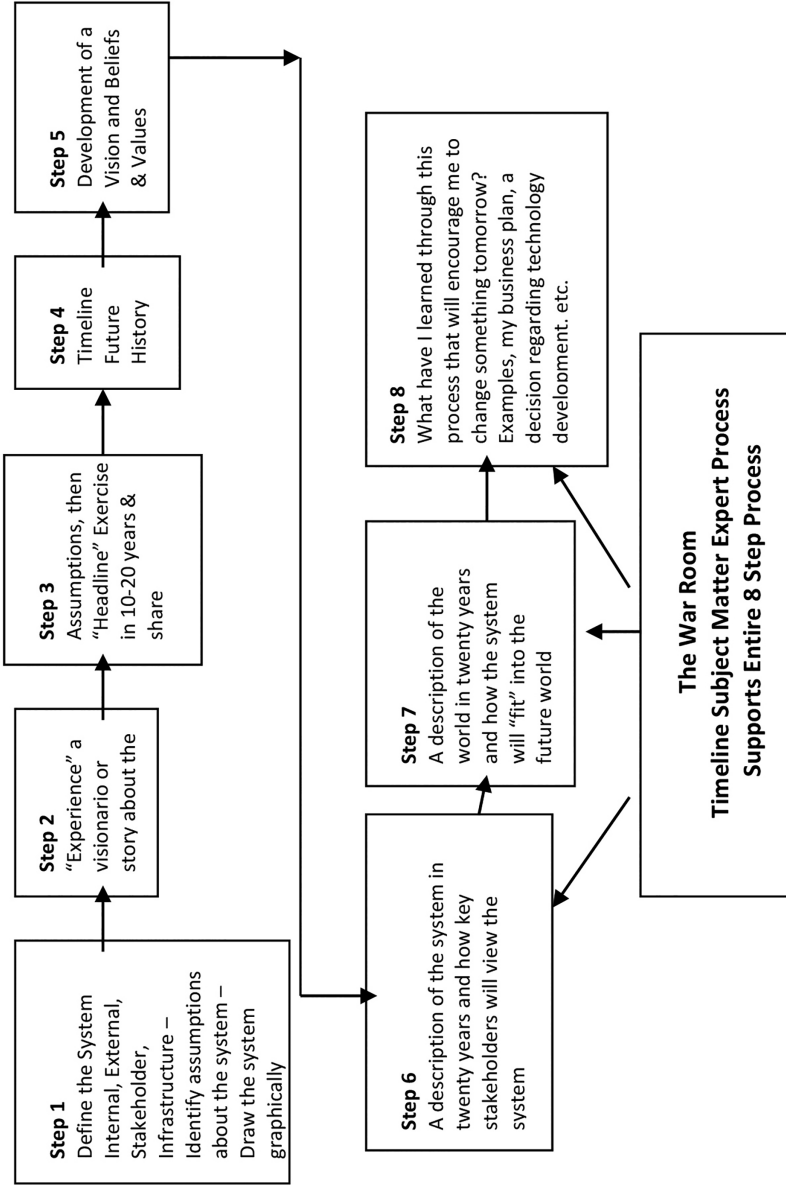 Step 1
Define the System
Internal, External,
Stakeholder,
Infrastructure –
Identify assumptions
about the system –
Draw the system
graphically
Step 2
“Experience” a
visionario or
story about the
Step 3
Assumptions, then
“Headline” Exercise
in 10-20 years &
share
Step 4
Timeline
Future
History
Step 5
Development of a
Vision and Beliefs
& Values
Step 6
A description of the system in
twenty years and how key
stakeholders will view the
system
Step 7
A description of the
world in twenty years
and how the system
will “fit” into the
future world
Step 8
What have I learned through this
process that will encourage me to
change something tomorrow?
Examples, my business plan, a
decision regarding technology
development. etc.
The War Room
Timeline Subject Matter Expert Process
Supports Entire 8 Step Process